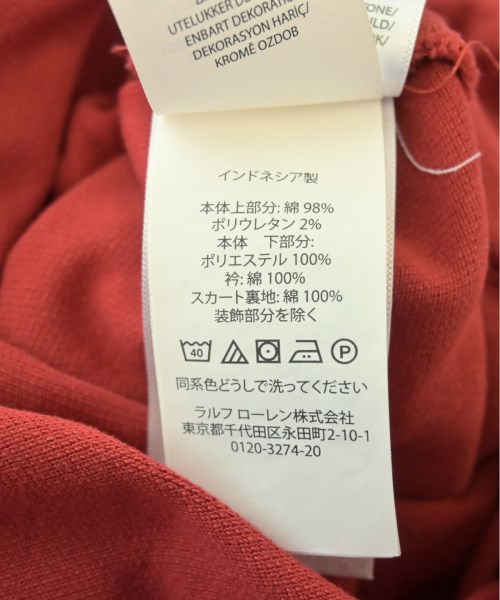 UTELUKKER DEKORATION
ENBART DEKORATION
DEKORASYON HARİÇ/
KROMĖ OZDOB
インドネシア製
本体上部分: 綿 98%
ポリウレタン 2%
本体 下部分:
ポリエステル 100%
衿: 綿 100%
スカート裏地: 綿 100%
装飾部分を除く
40
P
同系色どうしで洗ってください
ラルフ ローレン株式会社
東京都千代田区永田町2-10-1
0120-3274-20